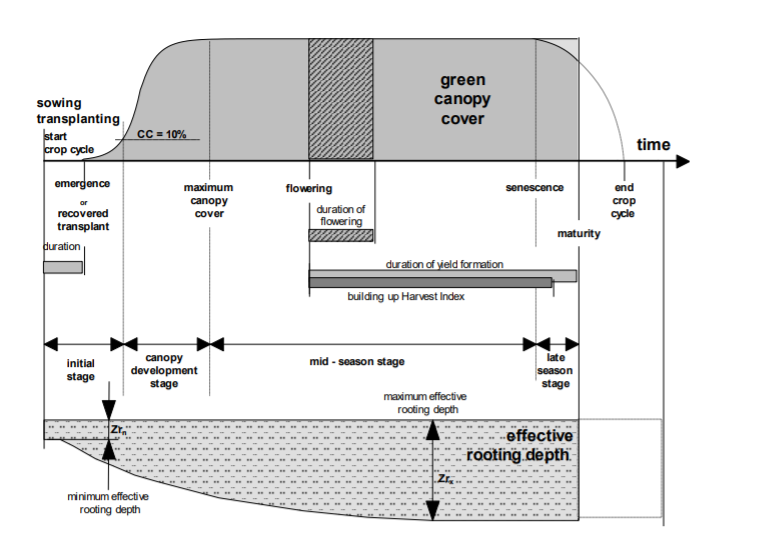 green
canopy
cover
sowing
transplanting
start
crop cycle
CC = 10%
time
emergence
or
recovered
transplant
maximum
canopy
cover
flowering
senescence
end
crop
cycle
duration of
flowering
maturity
duration
duration of yield formation
building up Harvest Index
initial
stage
canopy
development
stage
mid - season stage
late
season
stage
maximum effective
rooting depth
Zrn
effective
rooting depth
Zrx
minimum effective
rooting depth